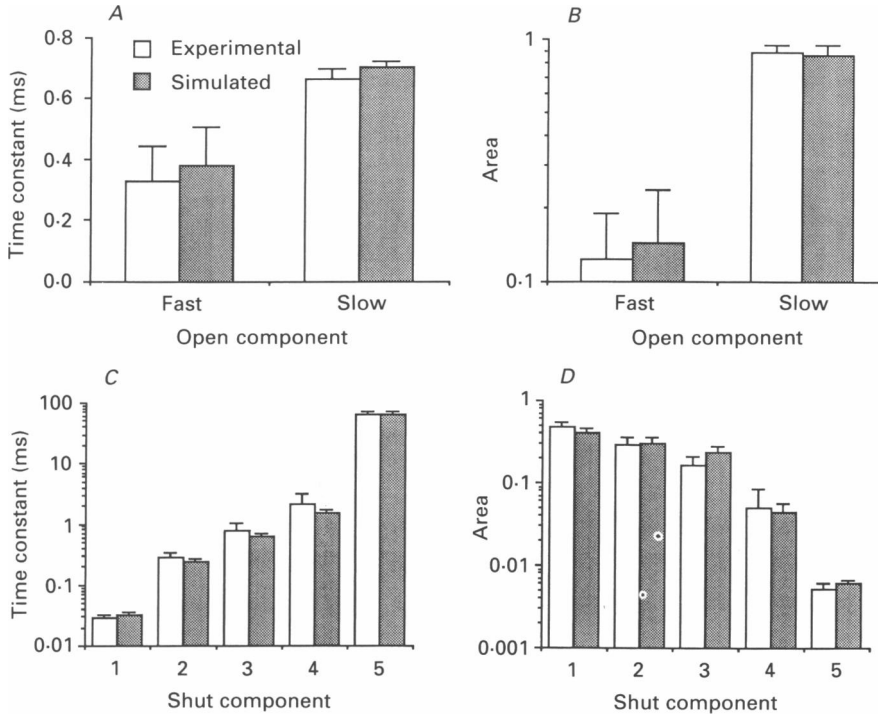 A
Time constant (ms)
0·8
0·6
0·4
0·2
0·0
Experimental
Simulated
Fast
Slow
Open component
B
Area
1
0·1
Fast
Slow
Open component
C
Time constant (ms)
100
10
1
0·1
0·01
1
2
3
4
5
Shut component
D
Area
1
0·1
0·01
0·001
1
2
3
4
5
Shut component